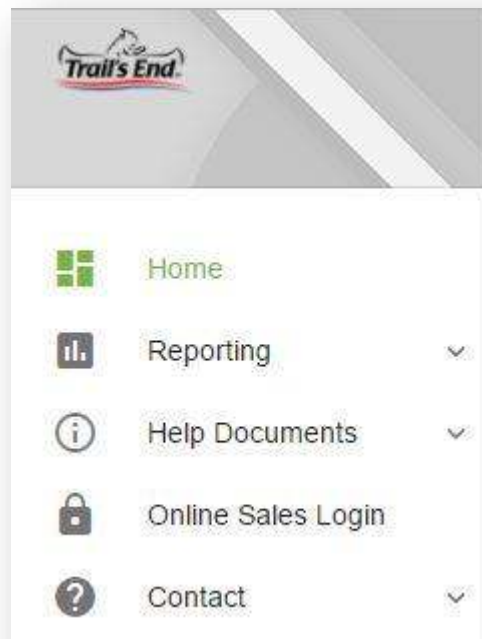 Trail's End
Home
Reporting
Help Documents
Online Sales Login
Contact